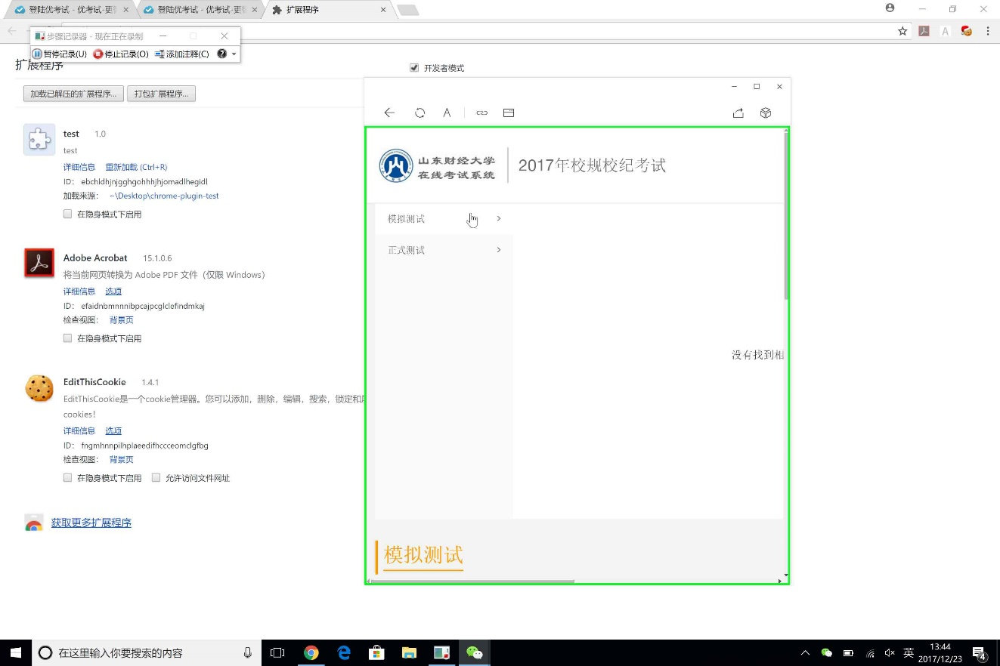 登陆优考试 - 优考试-更
登陆优考试 - 优考试-更
扩展程序
步骤记录器 - 现在正在录制
暂停记录(U) 停止记录(O) 添加注释(C)
扩展程序
开发者模式
加载已解压的扩展程序...
打包扩展程序...
test 1.0
test
详细信息 重新加载 (Ctrl+R)
ID: ebchldhjnjgghgohhhjhjomadlhegidl
加载来源: ~\Desktop\chrome-plugin-test
在隐身模式下启用
Adobe Acrobat 15.1.0.6
将当前网页转换为 Adobe PDF 文件（仅限 Windows）
详细信息 选项
ID: efaidnbmnnnibpcajpcglclefindmkaj
检查视图: 背景页
在隐身模式下启用
EditThisCookie 1.4.1
EditThisCookie是一个cookie管理器。您可以添加，删除，编辑，搜索，锁定和
cookies!
详细信息 选项
ID: fngmhnnpilhplaeedifhccceomclgfbg
检查视图: 背景页
在隐身模式下启用 允许访问文件网址
获取更多扩展程序
山东财经大学
在线考试系统
2017年校规校纪考试
模拟测试
正式测试
没有找到相
模拟测试
在这里输入你要搜索的内容
英
13:44
2017/12/23
4